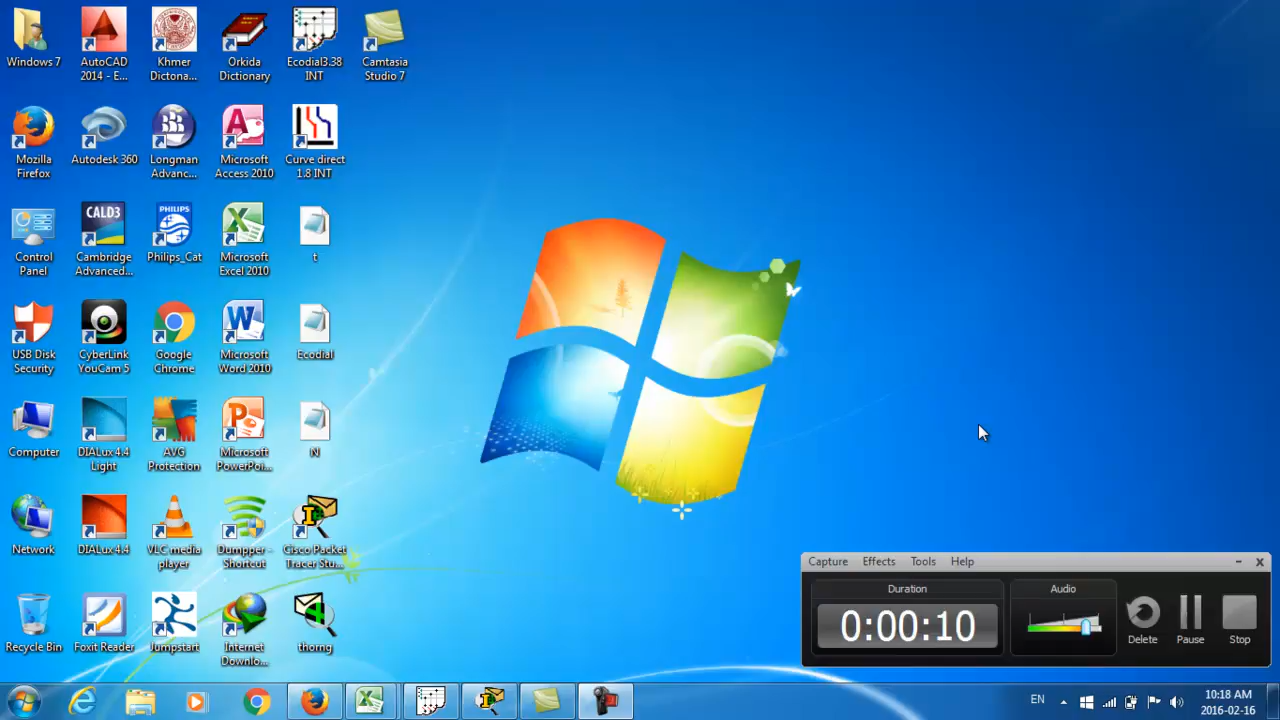 Windows 7
AutoCAD
2014 - E...
Khmer
Dictona...
Orkida
Dictionary
Ecodial3.38
INT
Camtasia
Studio 7
Mozilla
Firefox
Autodesk 360
Longman
Advanc...
Microsoft
Access 2010
Curve direct
1.8 INT
Control
Panel
CALD3
Cambridge
Advanced...
PHILIPS
Philips_Cat
Microsoft
Excel 2010
t
USB Disk
Security
CyberLink
YouCam 5
Google
Chrome
Microsoft
Word 2010
Ecodial
Computer
DIALux 4.4
Light
AVG
Protection
Microsoft
PowerPoi...
N
Network
DIALux 4.4
VLC media
player
Dumpper -
Shortcut
Cisco Packet
Tracer Stu...
Recycle Bin
Foxit Reader
Jumpstart
Internet
Downlo...
thorng
Capture Effects Tools Help
Duration
0:00:10
Audio
Delete
Pause
Stop
EN
10:18 AM
2016-02-16